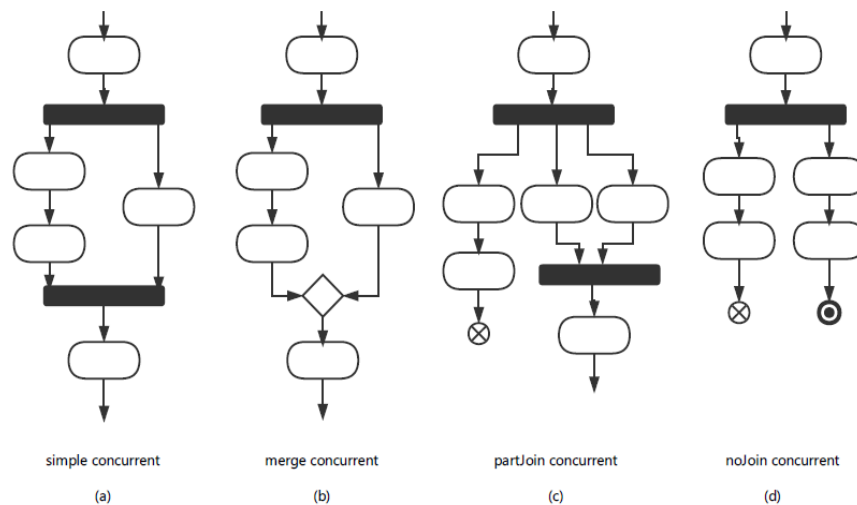 simple concurrent
merge concurrent
partJoin concurrent
noJoin concurrent
(a)
(b)
(c)
(d)